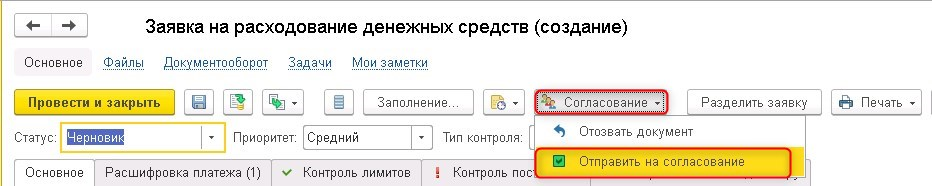 Заявка на расходование денежных средств (создание)
Основное Файлы Документооборот Задачи Мои заметки
Провести и закрыть Заполнение... Согласование Разделить заявку Печать
Статус: Черновик Приоритет: Средний Тип контроля: Отозвать документ
Основное Расшифровка платежа (1) Контроль лимитов Контроль пост Отправить на согласование